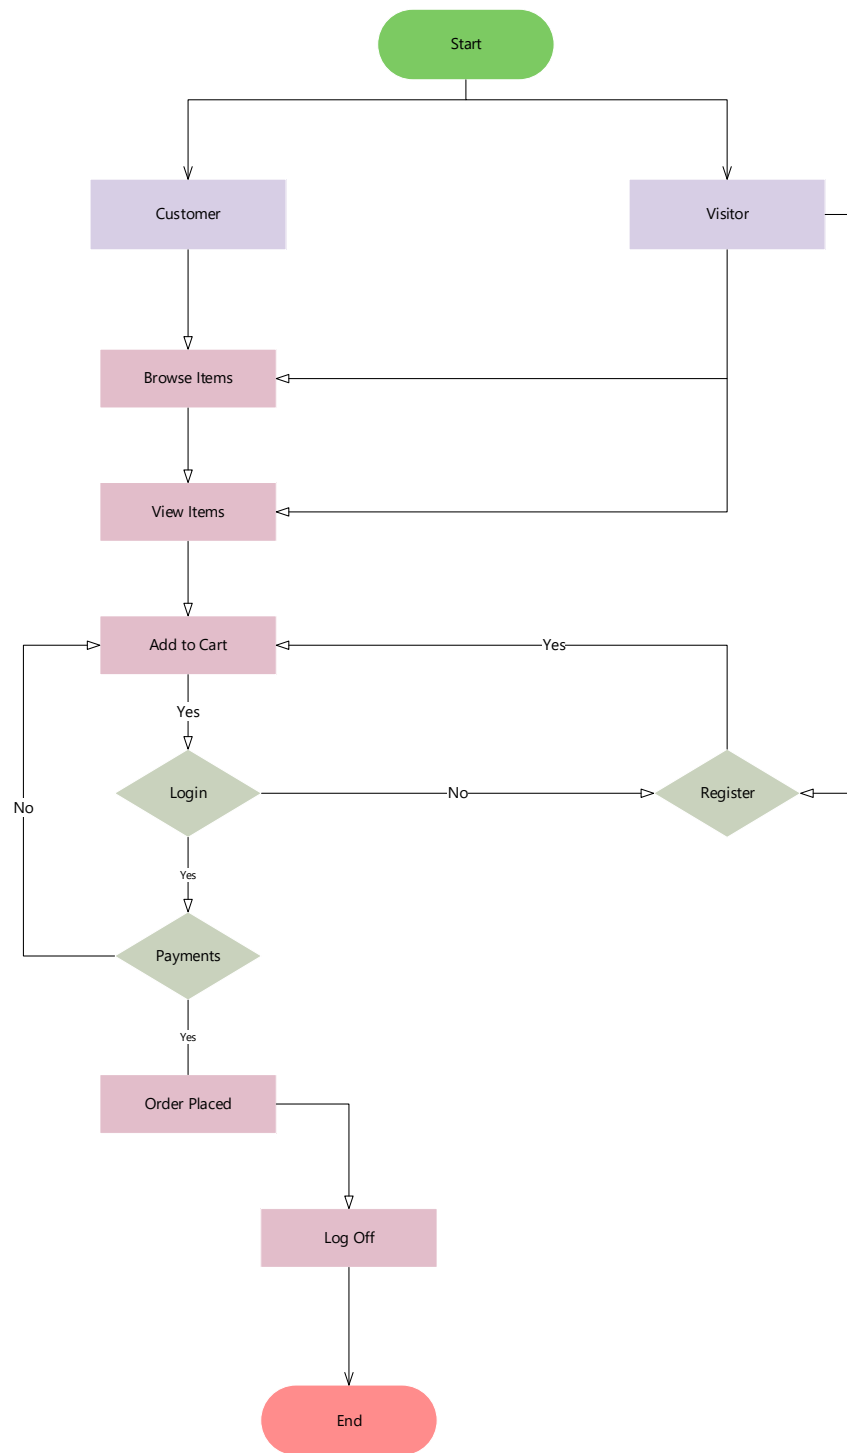 Start
Customer
Visitor
Browse Items
View Items
Add to Cart
Yes
Yes
Login
No
Register
No
Yes
Payments
Yes
Order Placed
Log Off
End